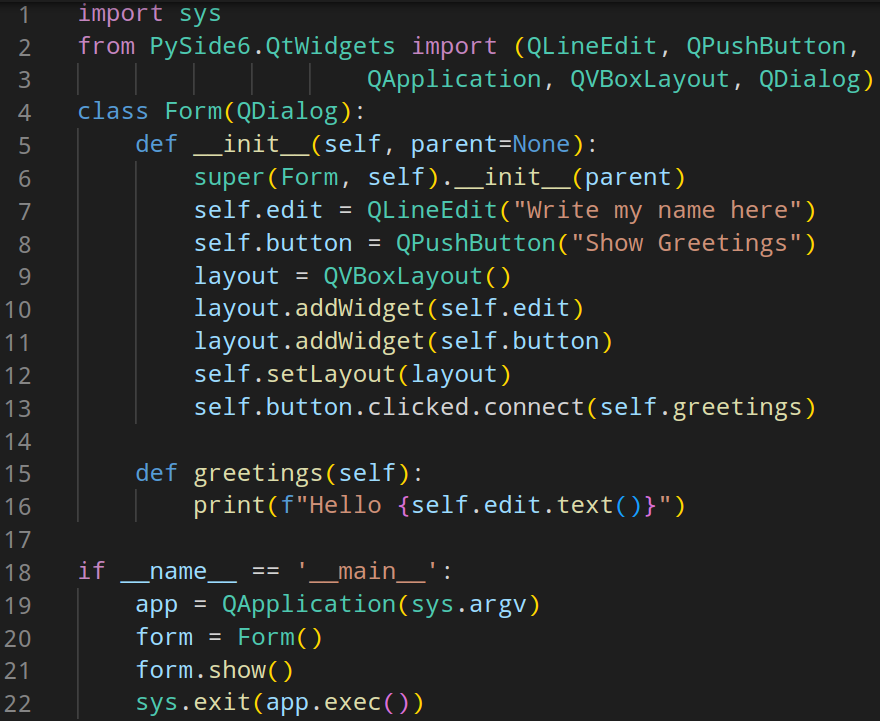 1 import sys
2 from PySide6.QtWidgets import (QLineEdit, QPushButton,
3                     QApplication, QVBoxLayout, QDialog)
4 class Form(QDialog):
5     def __init__(self, parent=None):
6         super(Form, self).__init__(parent)
7         self.edit = QLineEdit("Write my name here")
8         self.button = QPushButton("Show Greetings")
9         layout = QVBoxLayout()
10         layout.addWidget(self.edit)
11         layout.addWidget(self.button)
12         self.setLayout(layout)
13         self.button.clicked.connect(self.greetings)
14
15     def greetings(self):
16         print(f"Hello {self.edit.text()}")
17
18 if __name__ == '__main__':
19     app = QApplication(sys.argv)
20     form = Form()
21     form.show()
22     sys.exit(app.exec())